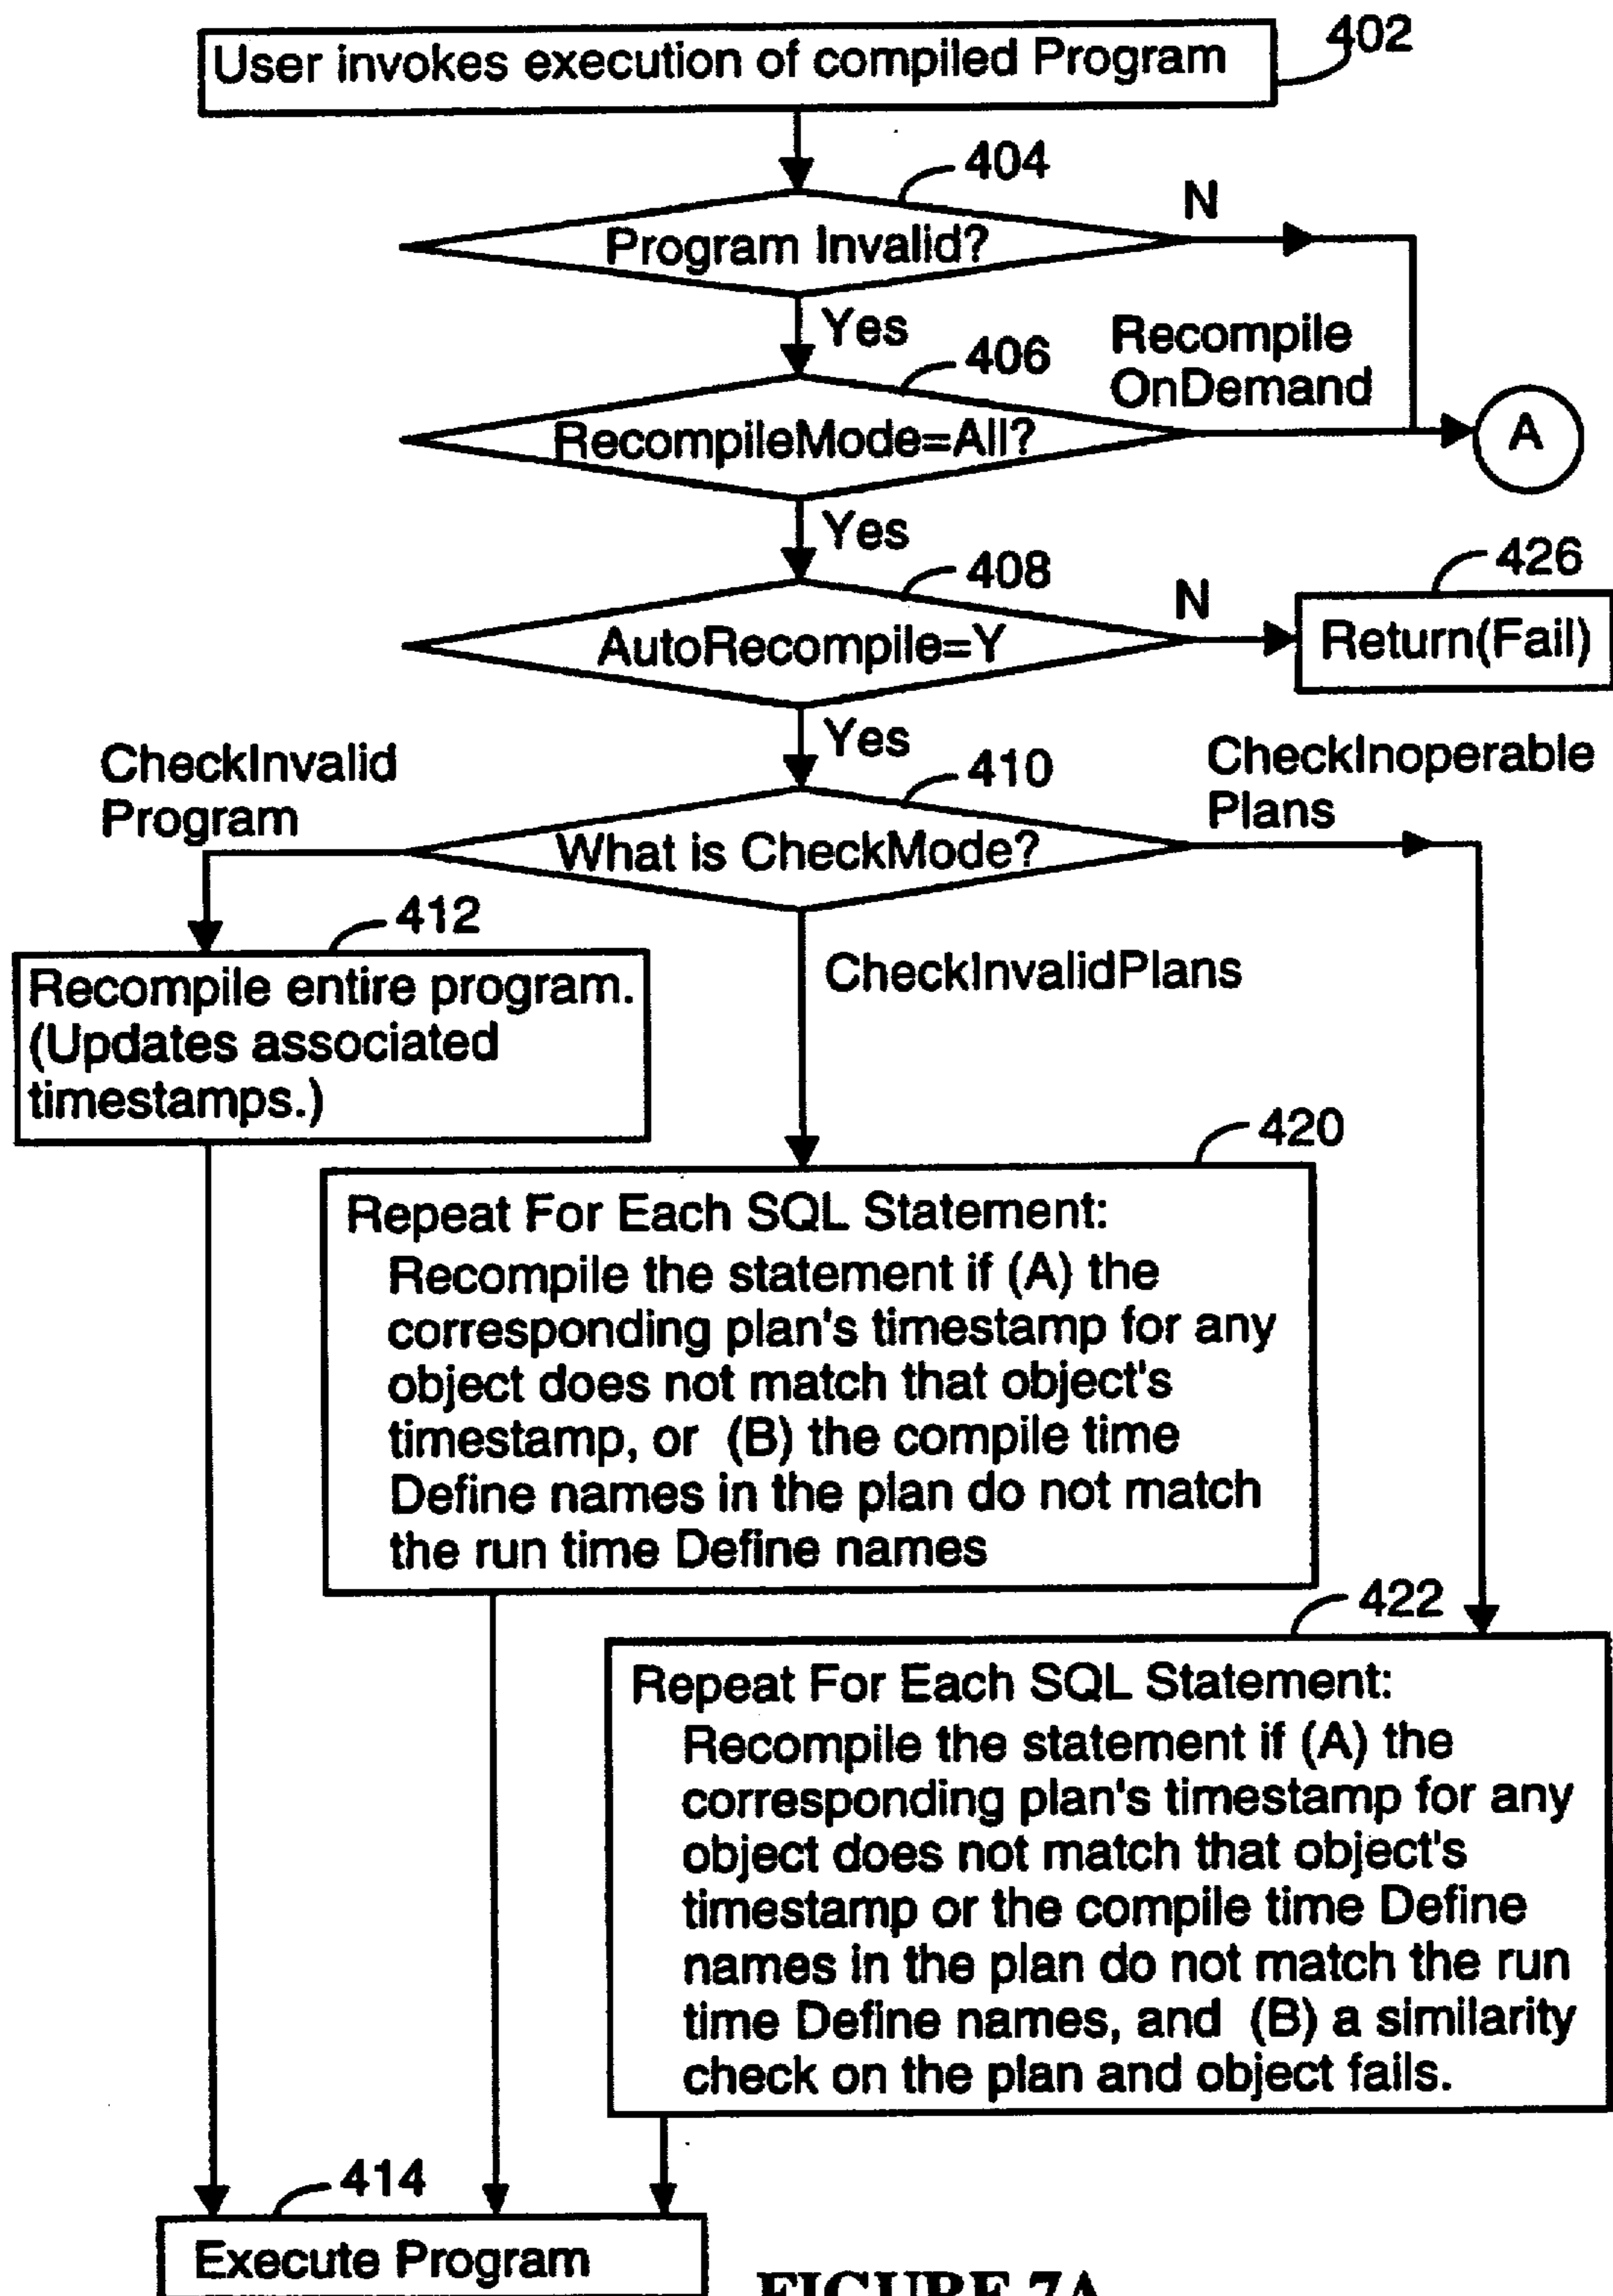 User invokes execution of compiled Program
402
404
Program Invalid?
N
Yes
406
Recompile
OnDemand
RecompileMode=All?
A
Yes
408
AutoRecompile=Y
N
426
Return(Fail)
Yes
410
CheckInvalid
Program
What is CheckMode?
CheckInoperable
Plans
412
Recompile entire program.
(Updates associated
timestamps.)
CheckInvalidPlans
420
Repeat For Each SQL Statement:
Recompile the statement if (A) the
corresponding plan's timestamp for any
object does not match that object's
timestamp, or (B) the compile time
Define names in the plan do not match
the run time Define names
422
Repeat For Each SQL Statement:
Recompile the statement if (A) the
corresponding plan's timestamp for any
object does not match that object's
timestamp or the compile time Define
names in the plan do not match the run
time Define names, and (B) a similarity
check on the plan and object fails.
414
Execute Program
FIGURE 7A